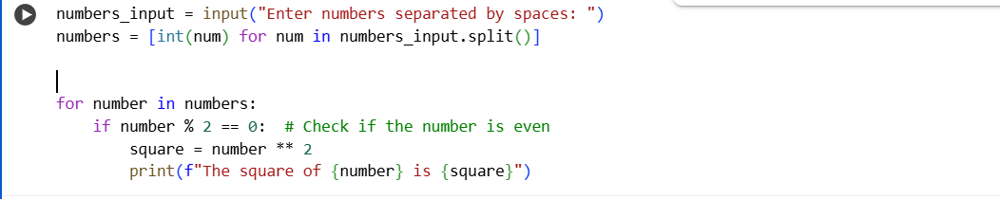 numbers_input = input("Enter numbers separated by spaces: ")
numbers = [int(num) for num in numbers_input.split()]
for number in numbers:
    if number % 2 == 0:  # Check if the number is even
        square = number ** 2
        print(f"The square of {number} is {square}")